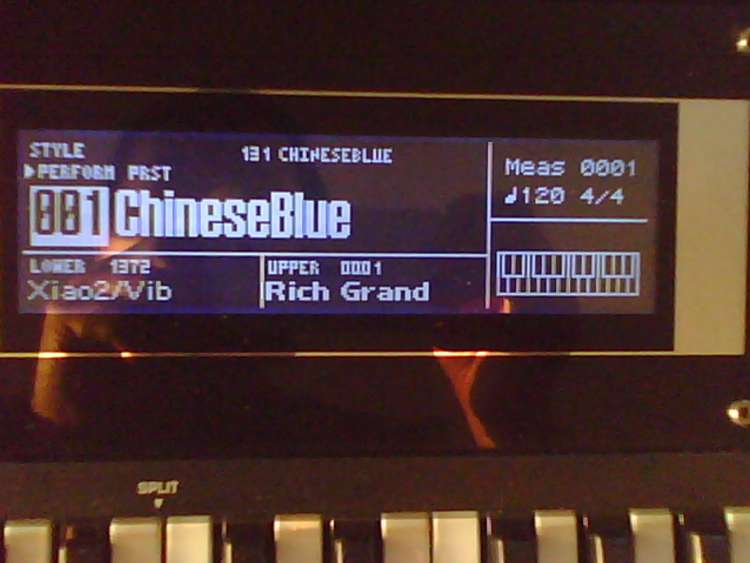 STYLE
131 CHINESEBLUE
▶PERFORM PRST
001 ChineseBlue
Meas 0001
♩120 4/4
LOWER 1372
Xiao2/Vib
UPPER 0001
Rich Grand
SPLIT